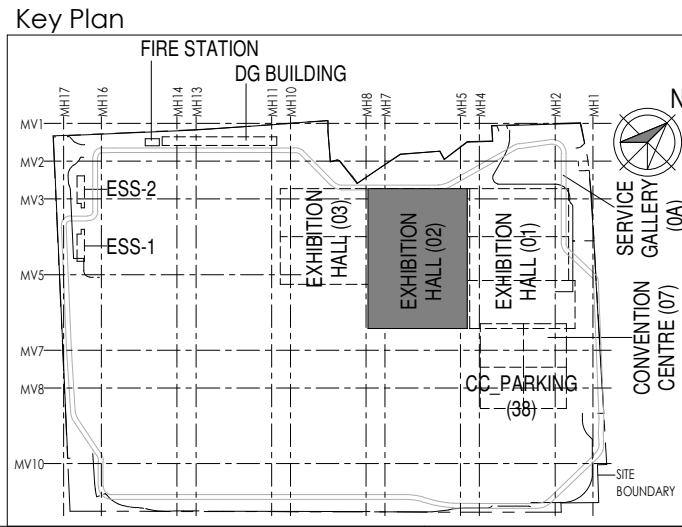 Key Plan
FIRE STATION
DG BUILDING
MH17
MH16
MH14
MH13
MH11
MH10
MH8
MH7
MH5
MH4
MH2
MH1
N
MV1
MV2
MV3
MV5
MV7
MV8
MV10
ESS-2
ESS-1
EXHIBITION
HALL (03)
EXHIBITION
HALL (02)
EXHIBITION
HALL (01)
SERVICE
GALLERY
(0A)
CONVENTION
CENTRE (07)
CC_PARKING
(38)
SITE
BOUNDARY